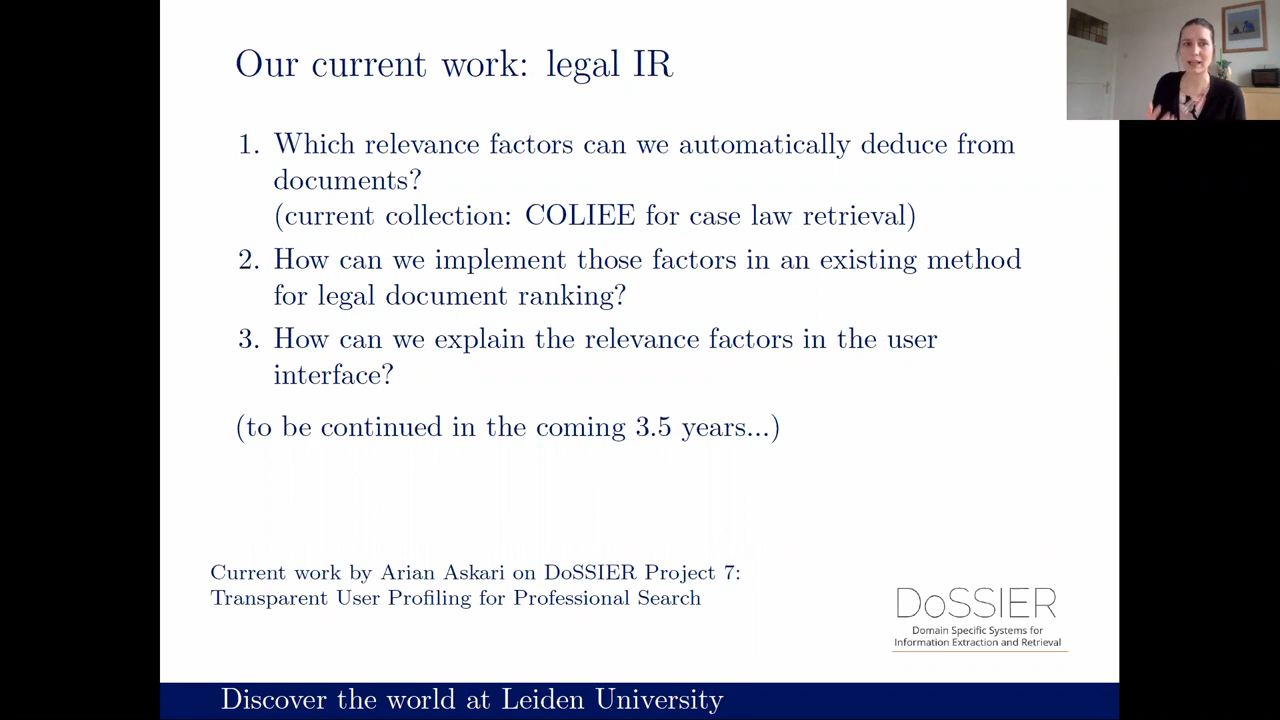 Our current work: legal IR
1. Which relevance factors can we automatically deduce from
documents?
(current collection: COLIEE for case law retrieval)
2. How can we implement those factors in an existing method
for legal document ranking?
3. How can we explain the relevance factors in the user
interface?
(to be continued in the coming 3.5 years...)
Current work by Arian Askari on DoSSIER Project 7:
Transparent User Profiling for Professional Search
DoSSIER
Domain Specific Systems for
Information Extraction and Retrieval
Discover the world at Leiden University